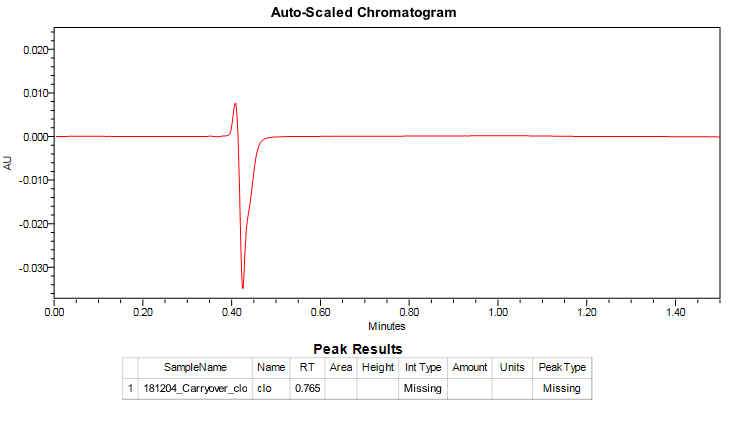 Auto-Scaled Chromatogram
0.020
0.010
0.000
-0.010
-0.020
-0.030
AU
0.00 0.20 0.40 0.60 0.80 1.00 1.20 1.40
Minutes
Peak Results
SampleName Name RT Area Height Int Type Amount Units Peak Type
1 181204_Carryover_clo clo 0.765 Missing Missing